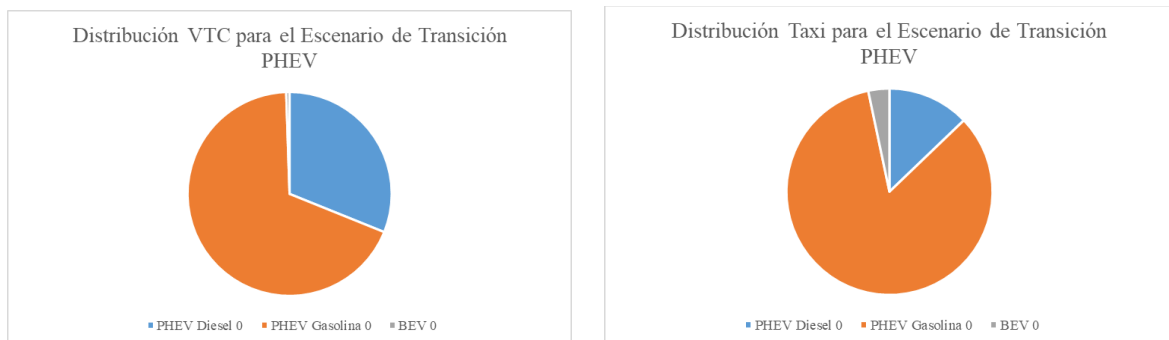 Distribución VTC para el Escenario de Transición
PHEV
PHEV Diesel 0 PHEV Gasolina 0 BEV 0
Distribución Taxi para el Escenario de Transición
PHEV
PHEV Diesel 0 PHEV Gasolina 0 BEV 0